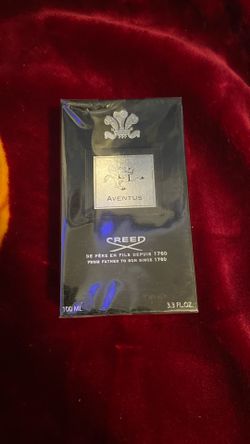 AVENTUS
CREED
DE PÈRE EN FILS DEPUIS 1760
FROM FATHER TO SON SINCE 1760
100 ML
3.3 FL.OZ.